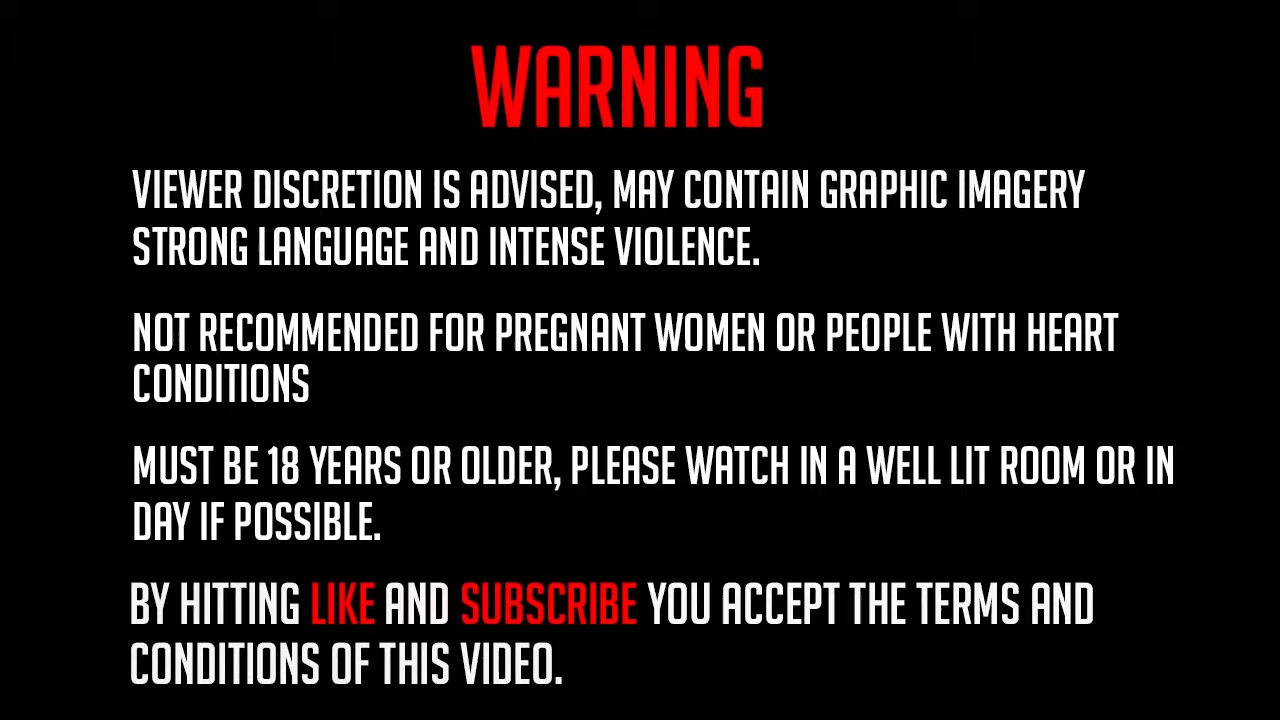 WARNING
VIEWER DISCRETION IS ADVISED, MAY CONTAIN GRAPHIC IMAGERY
STRONG LANGUAGE AND INTENSE VIOLENCE.
NOT RECOMMENDED FOR PREGNANT WOMEN OR PEOPLE WITH HEART
CONDITIONS
MUST BE 18 YEARS OR OLDER, PLEASE WATCH IN A WELL LIT ROOM OR IN
DAY IF POSSIBLE.
BY HITTING LIKE AND SUBSCRIBE YOU ACCEPT THE TERMS AND
CONDITIONS OF THIS VIDEO.